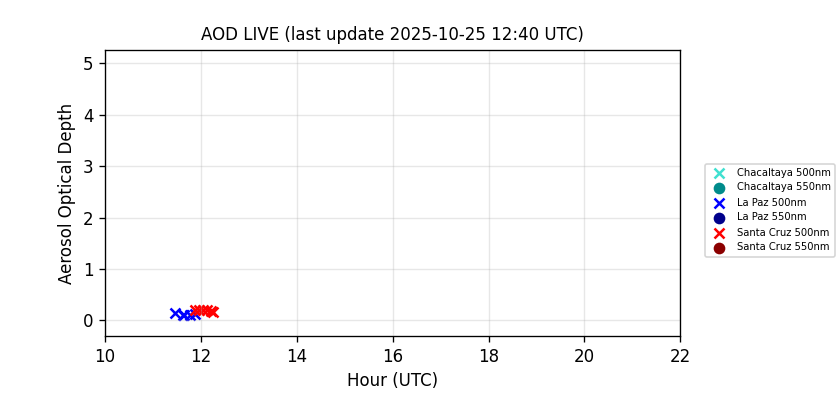 AOD LIVE (last update 2025-10-25 12:40 UTC)
Aerosol Optical Depth
5
4
3
2
1
0
10 12 14 16 18 20 22
Hour (UTC)
Chacaltaya 500nm
Chacaltaya 550nm
La Paz 500nm
La Paz 550nm
Santa Cruz 500nm
Santa Cruz 550nm